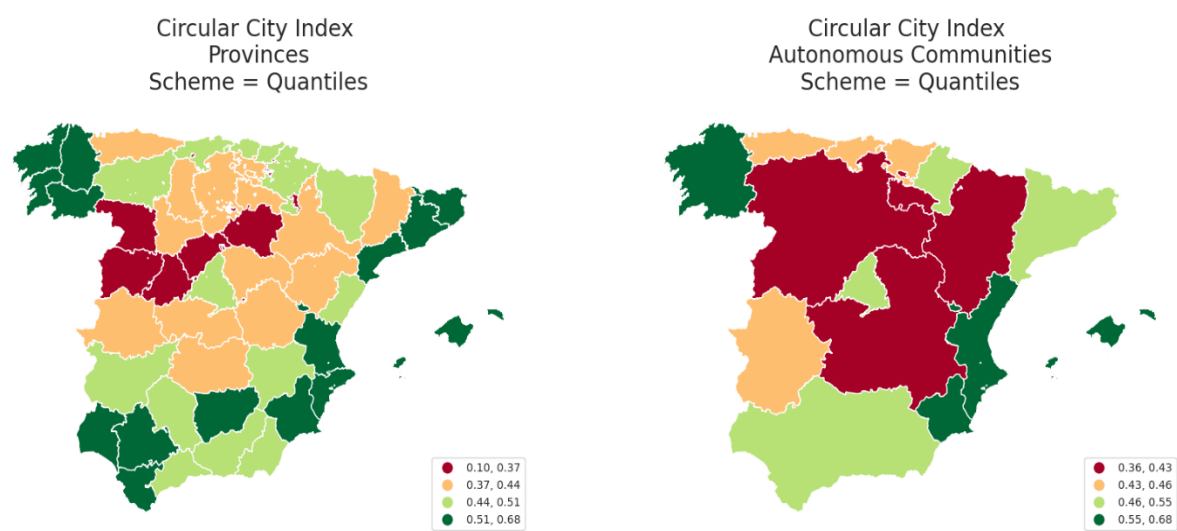 Circular City Index
Provinces
Scheme = Quantiles
0.10, 0.37
0.37, 0.44
0.44, 0.51
0.51, 0.68
Circular City Index
Autonomous Communities
Scheme = Quantiles
0.36, 0.43
0.43, 0.46
0.46, 0.55
0.55, 0.68